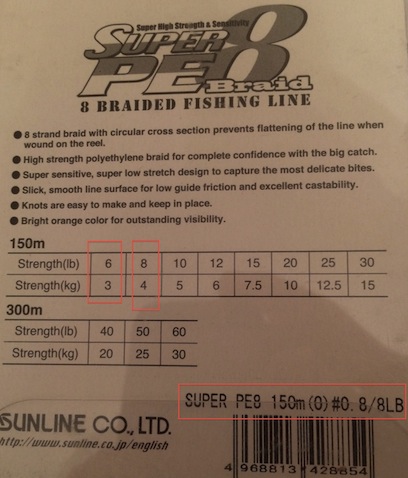 Super High Strength & Sensitivity
SUPER
PE8
Braid
8 BRAIDED FISHING LINE
● 8 strand braid with circular cross section prevents flattening of the line when
wound on the reel.
● High strength polyethylene braid for complete confidence with the big catch.
● Super sensitive, super low stretch design to capture the most delicate bites.
● Slick, smooth line surface for low guide friction and excellent castability.
● Knots are easy to make and keep in place.
● Bright orange color for outstanding visibility.
150m
Strength(lb) 6 8 10 12 15 20 25 30
Strength(kg) 3 4 5 6 7.5 10 12.5 15
300m
Strength(lb) 40 50 60
Strength(kg) 20 25 30
SUPER PE8 150m(O)#0.8/8LB
SUNLINE CO., LTD.
http://www.sunline.co.jp/english
4 968813 428854